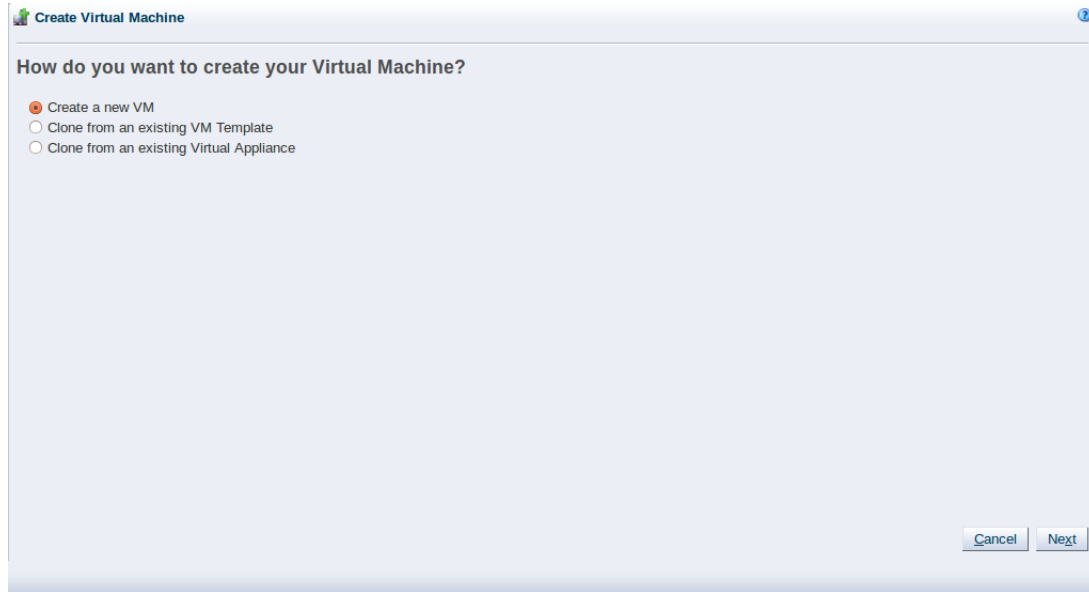 Create Virtual Machine
How do you want to create your Virtual Machine?
Create a new VM
Clone from an existing VM Template
Clone from an existing Virtual Appliance
Cancel Next